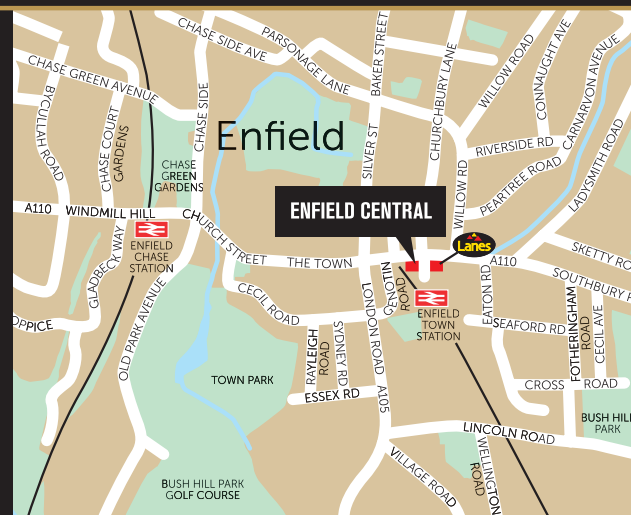 CHASE SIDE AVE
PARSONAGE LANE
BAKER STREET
CHURCHBURY LANE
WILLOW ROAD
CONNAUGHT AVE
CARNARVON AVENUE
CHASE GREEN AVENUE
BYCULLAH ROAD
CHASE COURT
GARDENS
CHASE SIDE
Enfield
SILVER ST
RIVERSIDE RD
PEARTREE ROAD
LADYSMITH ROAD
WILLOW RD
CHASE
GREEN
GARDENS
A110 WINDMILL HILL
CHURCH STREET
ENFIELD CENTRAL
Lanes
THE TOWN
A110
ENFIELD
CHASE
STATION
GLADBECK WAY
OPPICE
OLD PARK AVENUE
CECIL ROAD
LONDON ROAD
A105
ROAD
ENFIELD
TOWN
STATION
EATON RD
SKETTY RO
SOUTHBURY R
SEAFORD RD
FOTHERINGHAM
ROAD
CECIL AVE
RAYLEIGH
ROAD
SYDNEY RD
TOWN PARK
ESSEX RD
CROSS ROAD
BUSH HILL
PARK
LINCOLN ROAD
VILLAGE ROAD
WELLINGTON
ROAD
BUSH HILL PARK
GOLF COURSE